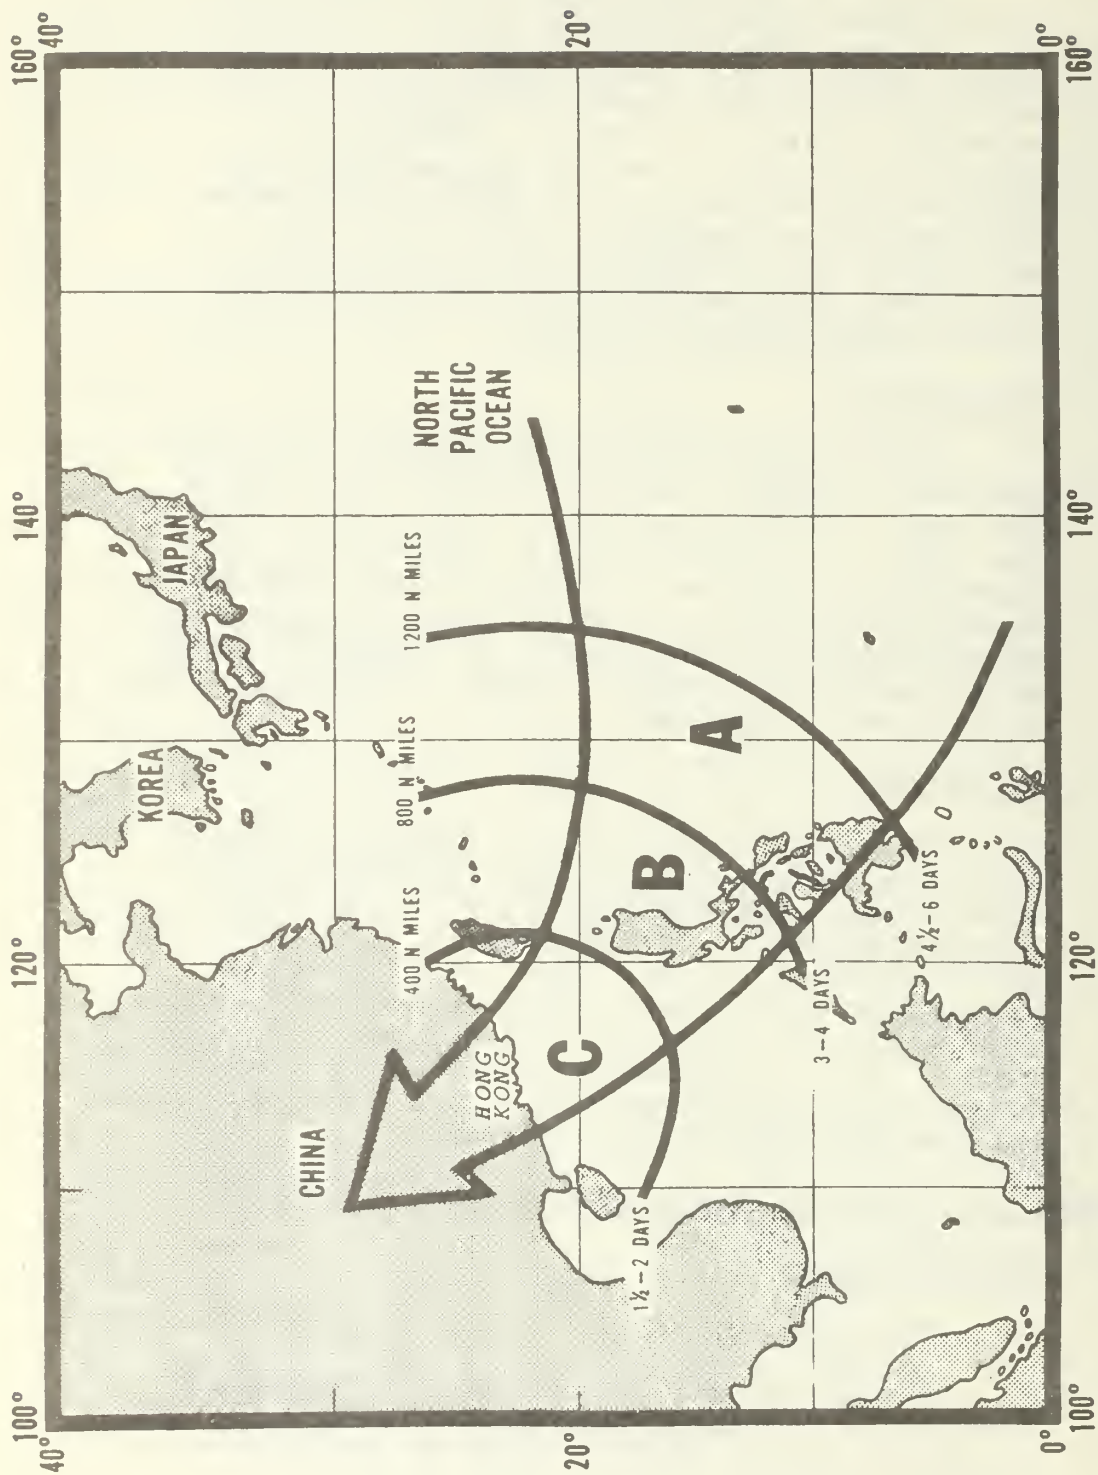 100°
120°
140°
160°
40°
40°
KOREA
JAPAN
CHINA
400 N MILES
800 N MILES
1200 N MILES
NORTH
PACIFIC
OCEAN
HONG
KONG
20°
20°
C
B
A
1½–2 DAYS
3–4 DAYS
4½–6 DAYS
0°
0°
100°
120°
140°
160°